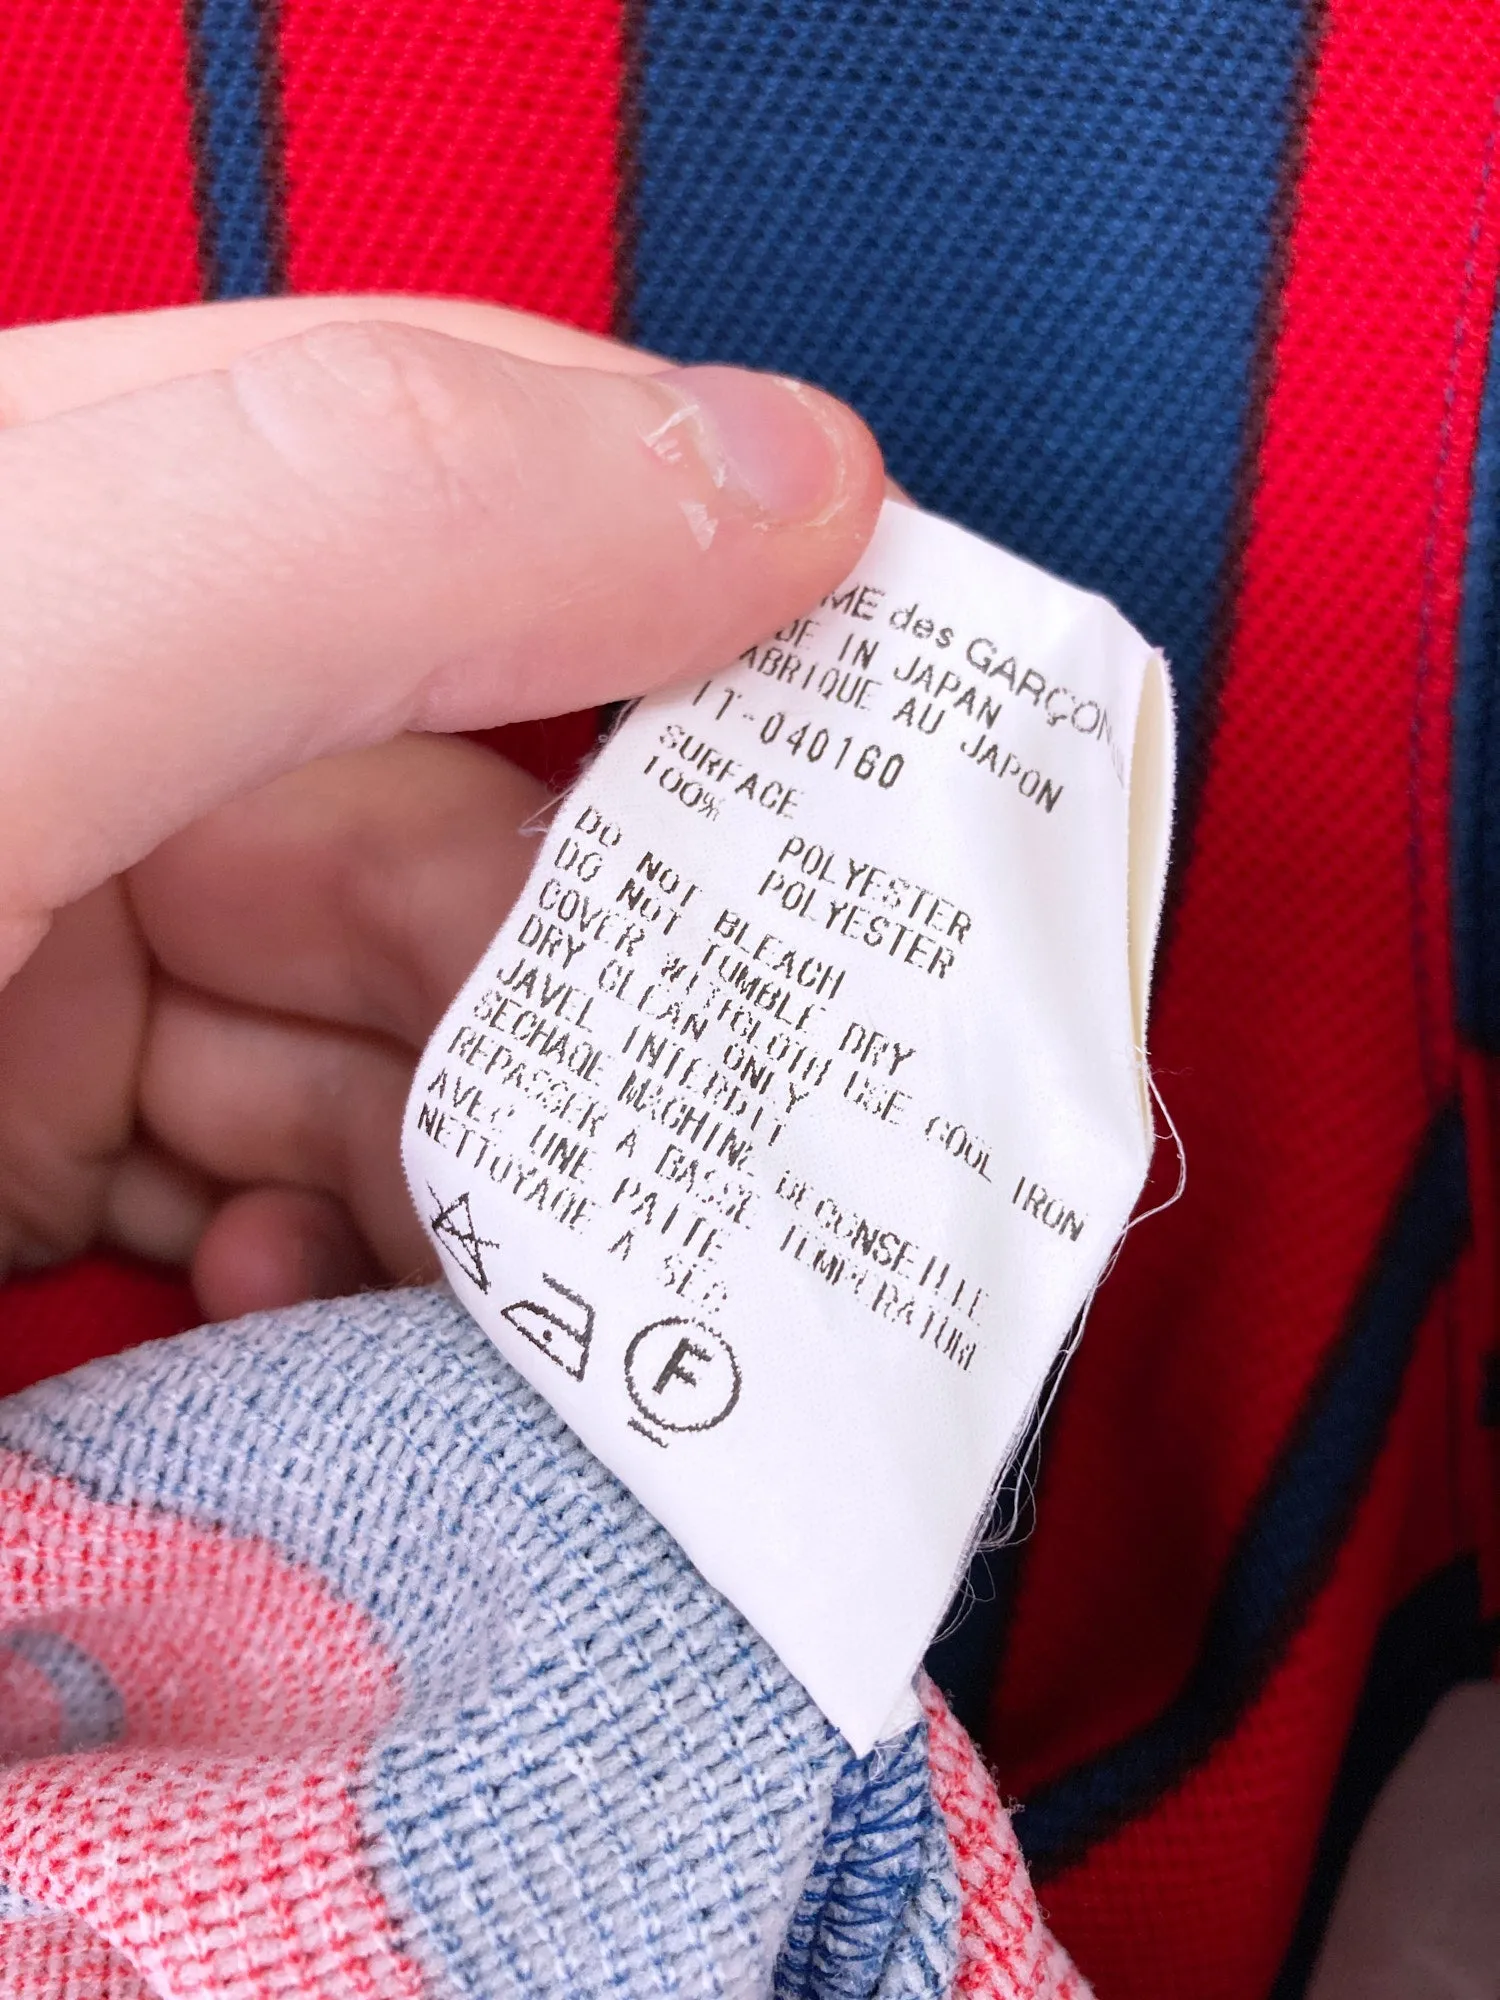 ME des GARÇON
DE IN JAPAN
ABRIQUE AU JAPON
IT-040160
SURFACE POLYESTER
100% POLYESTER
DO NOT BLEACH
DO NOT TUMBLE DRY
COVER WITHCLOTH USE COOL IRON
DRY CLEAN ONLY
JAVEL INTERDIT
SECHAGE MACHINE DECONSEILLE
REPASSER A BASSE TEMPERATURE
AVEC UNE PATTE
NETTOYAGE A SEC
F